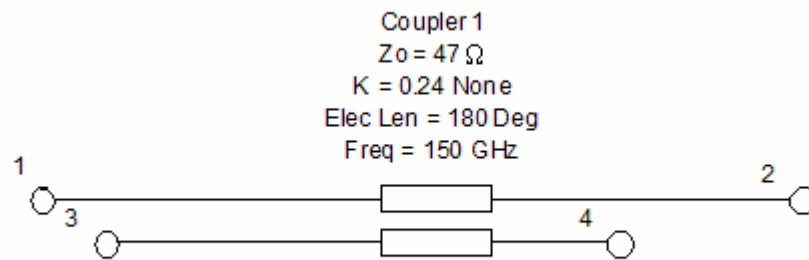 Coupler 1
Zo = 47 Ω
K = 0.24 None
Elec Len = 180 Deg
Freq = 150 GHz
1
2
3
4